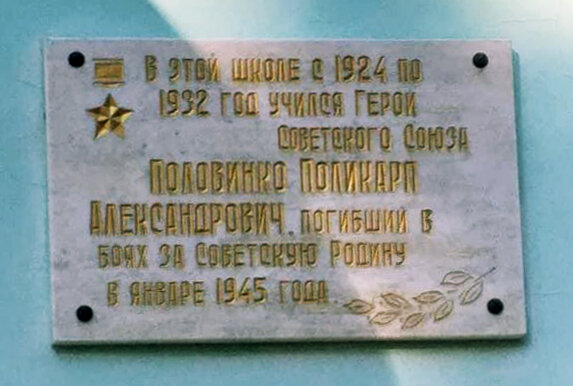 В этой школе с 1924 по
1932 год учился Герой
Советского Союза
Половинко Поликарп
Александрович, погибший в
боях за Советскую Родину
в январе 1945 года